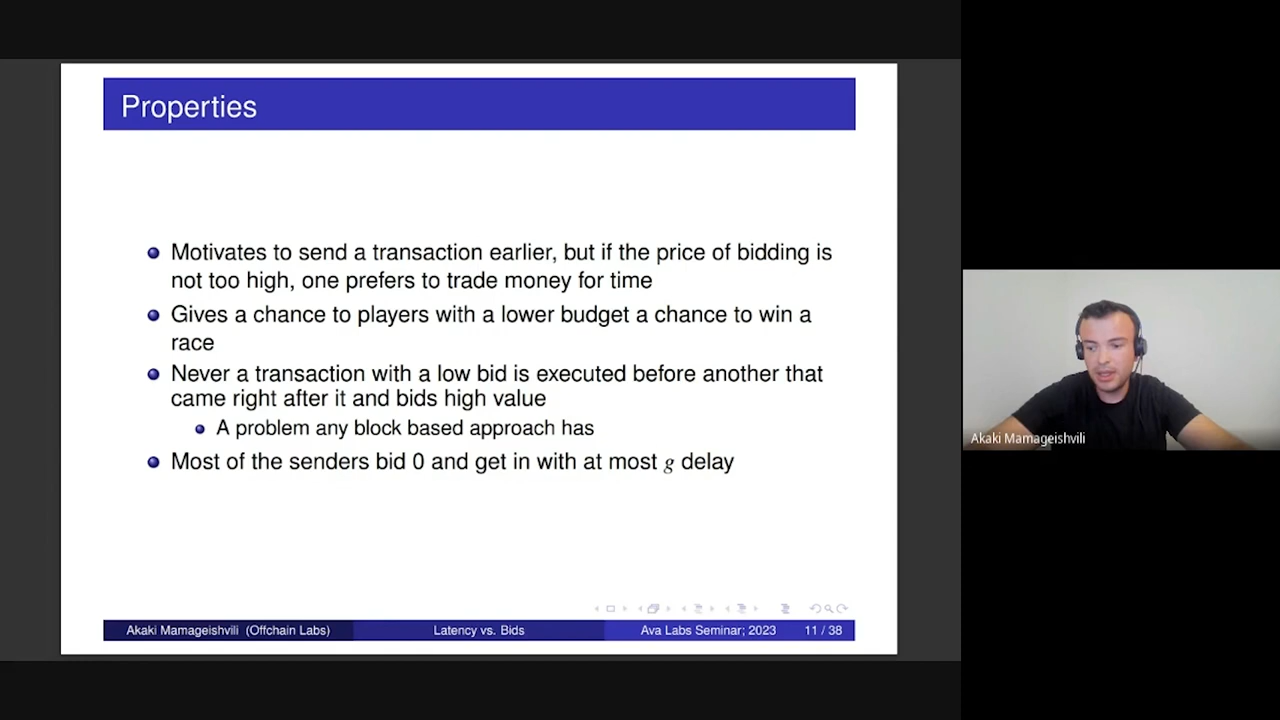 Properties
Motivates to send a transaction earlier, but if the price of bidding is
not too high, one prefers to trade money for time
Gives a chance to players with a lower budget a chance to win a
race
Never a transaction with a low bid is executed before another that
came right after it and bids high value
A problem any block based approach has
Most of the senders bid 0 and get in with at most g delay
Akaki Mamageishvili (Offchain Labs)
Latency vs. Bids
Ava Labs Seminar; 2023
11 / 38
Akaki Mamageishvili